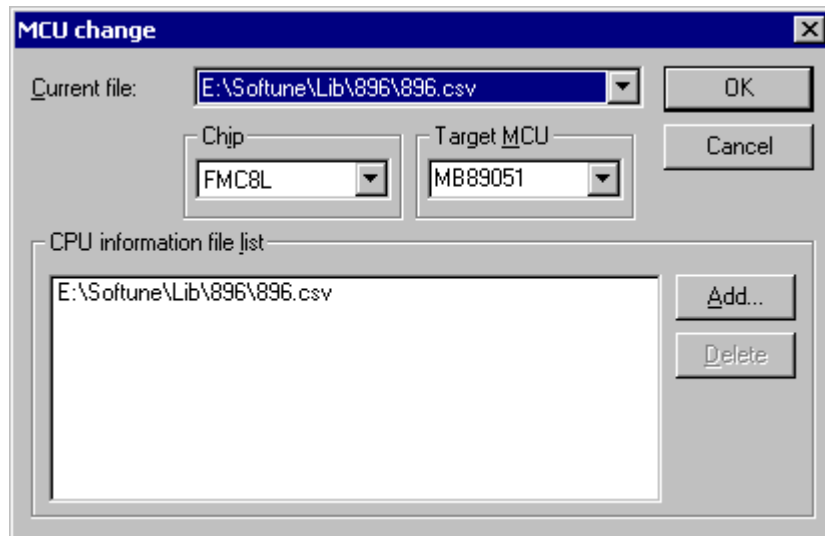 MCU change
Current file: E:\Softune\Lib\896\896.csv OK
Chip Target MCU Cancel
FMC8L MB89051
CPU information file list
E:\Softune\Lib\896\896.csv Add...
Delete